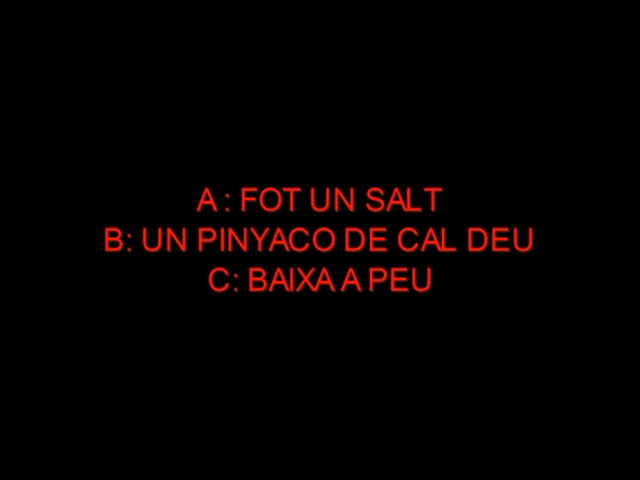 A : FOT UN SALT
B: UN PINYACO DE CAL DEU
C: BAIXA A PEU